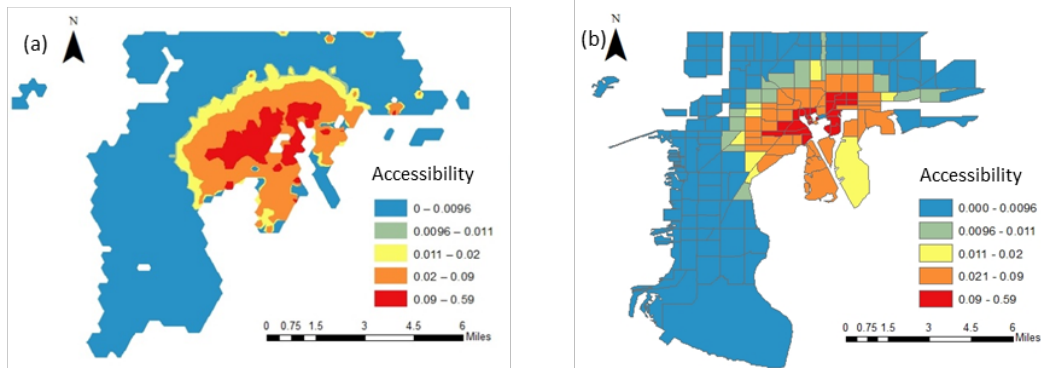 (a)
N
Accessibility
0 – 0.0096
0.0096 – 0.011
0.011 – 0.02
0.02 – 0.09
0.09 – 0.59
0 0.75 1.5 3 4.5 6
Miles
(b)
N
Accessibility
0.000 - 0.0096
0.0096 - 0.011
0.011 - 0.02
0.021 - 0.09
0.09 - 0.59
0 0.75 1.5 3 4.5 6
Miles